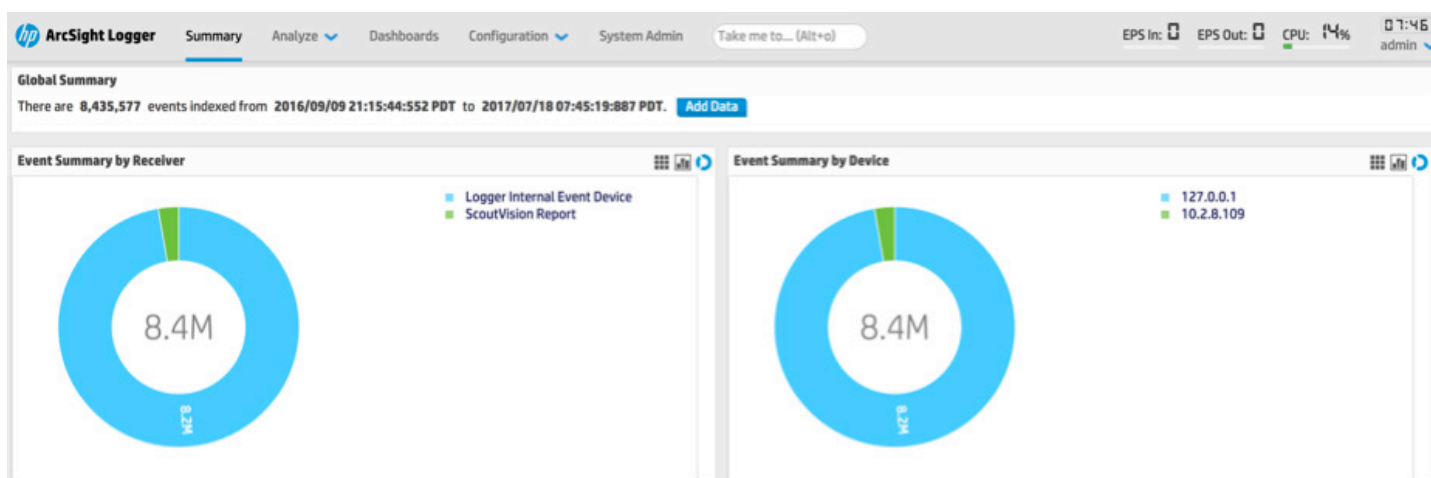 hp ArcSight Logger Summary Analyze Dashboards Configuration System Admin Take me to... (Alt+o) EPS In: 0 EPS Out: 0 CPU: 14% 07:46
admin
Global Summary
There are 8,435,577 events indexed from 2016/09/09 21:15:44:552 PDT to 2017/07/18 07:45:19:887 PDT. Add Data
Event Summary by Receiver
Logger Internal Event Device
ScoutVision Report
8.4M
8.2M
Event Summary by Device
127.0.0.1
10.2.8.109
8.4M
8.2M